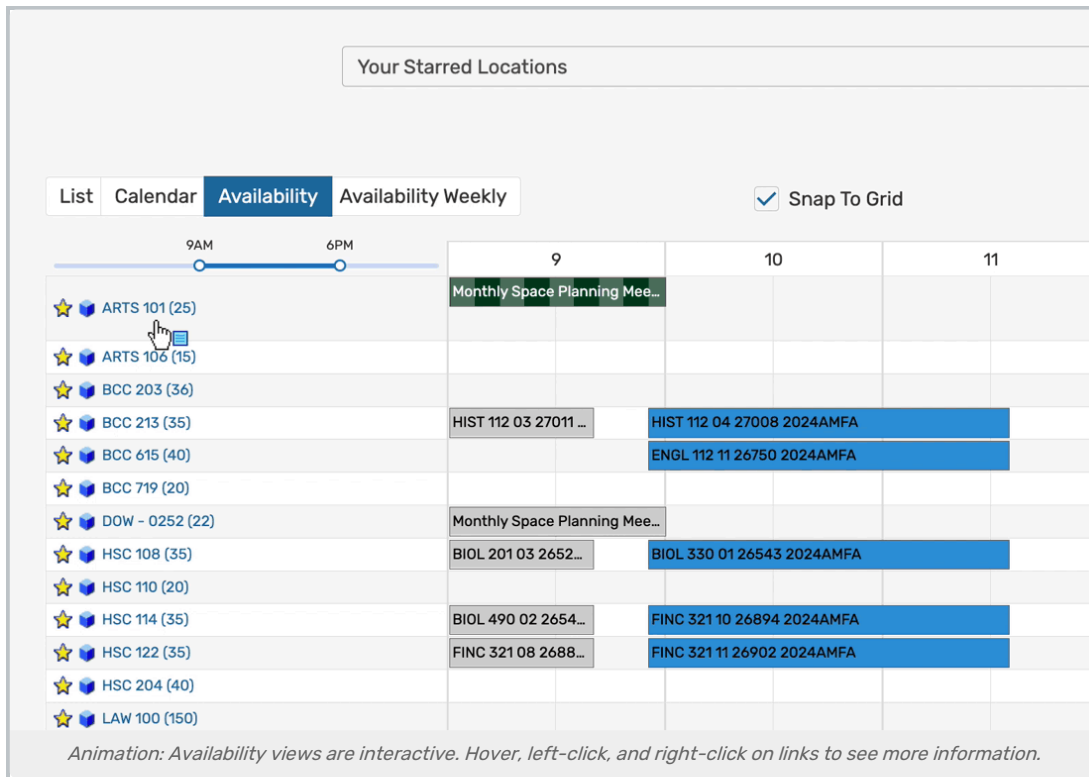 Your Starred Locations
List Calendar Availability Availability Weekly Snap To Grid
9AM 6PM
9 10 11
ARTS 101 (25) Monthly Space Planning Mee...
ARTS 106 (15)
BCC 203 (36)
BCC 213 (35) HIST 112 03 27011 ... HIST 112 04 27008 2024AMFA
BCC 615 (40) ENGL 112 11 26750 2024AMFA
BCC 719 (20)
DOW - 0252 (22) Monthly Space Planning Mee...
HSC 108 (35) BIOL 201 03 2652... BIOL 330 01 26543 2024AMFA
HSC 110 (20)
HSC 114 (35) BIOL 490 02 2654... FINC 321 10 26894 2024AMFA
HSC 122 (35) FINC 321 08 2688... FINC 321 11 26902 2024AMFA
HSC 204 (40)
LAW 100 (150)
Animation: Availability views are interactive. Hover, left-click, and right-click on links to see more information.